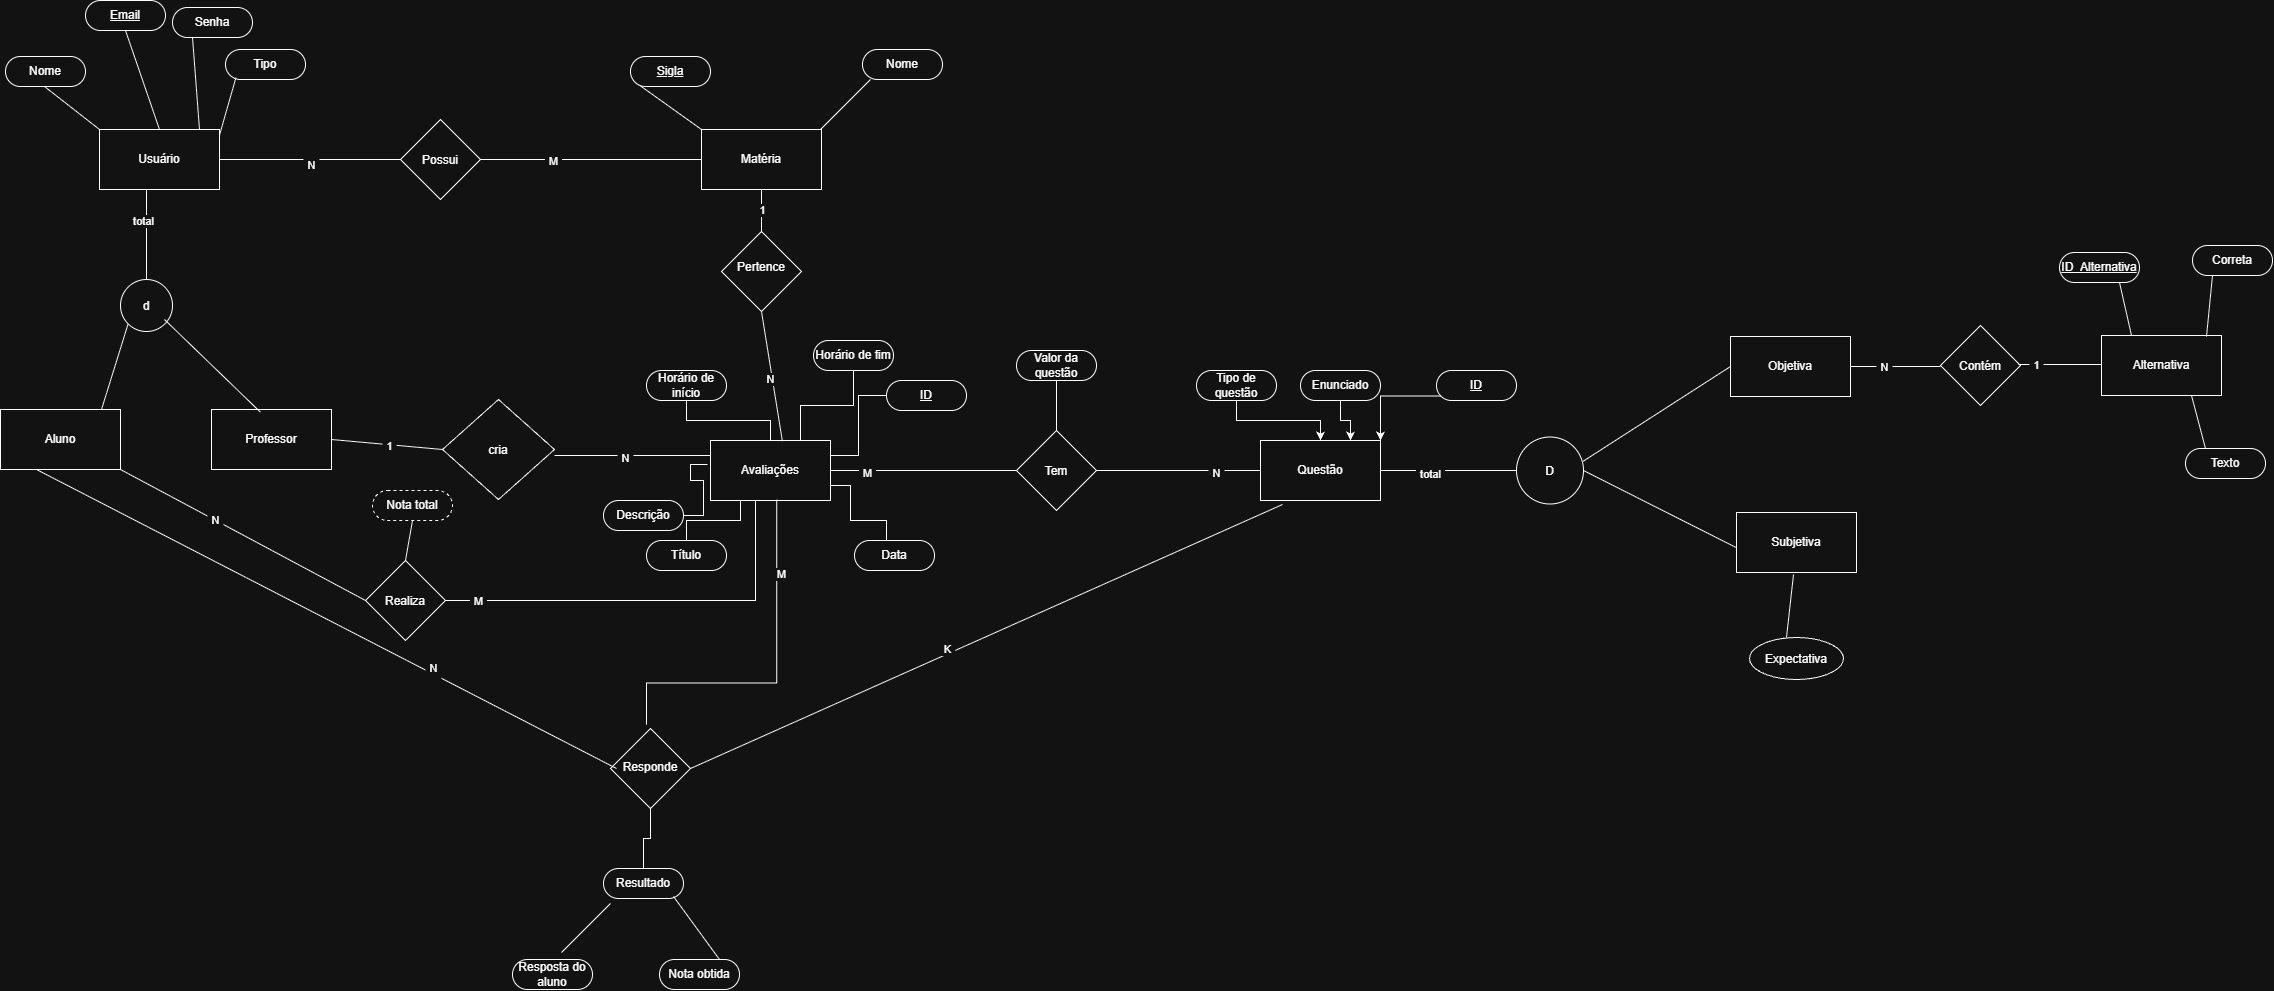 Email
Senha
Nome
Tipo
Sigla
Nome
Usuário
N
Possui
M
Matéria
total
1
Pertence
d
N
ID_Alternativa
Correta
Horário de
início
Horário de fim
ID
Valor da
questão
Tipo de
questão
Enunciado
ID
Objetiva
N
Contém
1
Alternativa
Aluno
Professor
1
cria
N
Avaliações
M
Tem
N
Questão
total
D
Texto
Nota total
N
Descrição
Título
Data
Subjetiva
M
Realiza
M
Expectativa
N
K
Responde
Resultado
Resposta do
aluno
Nota obtida